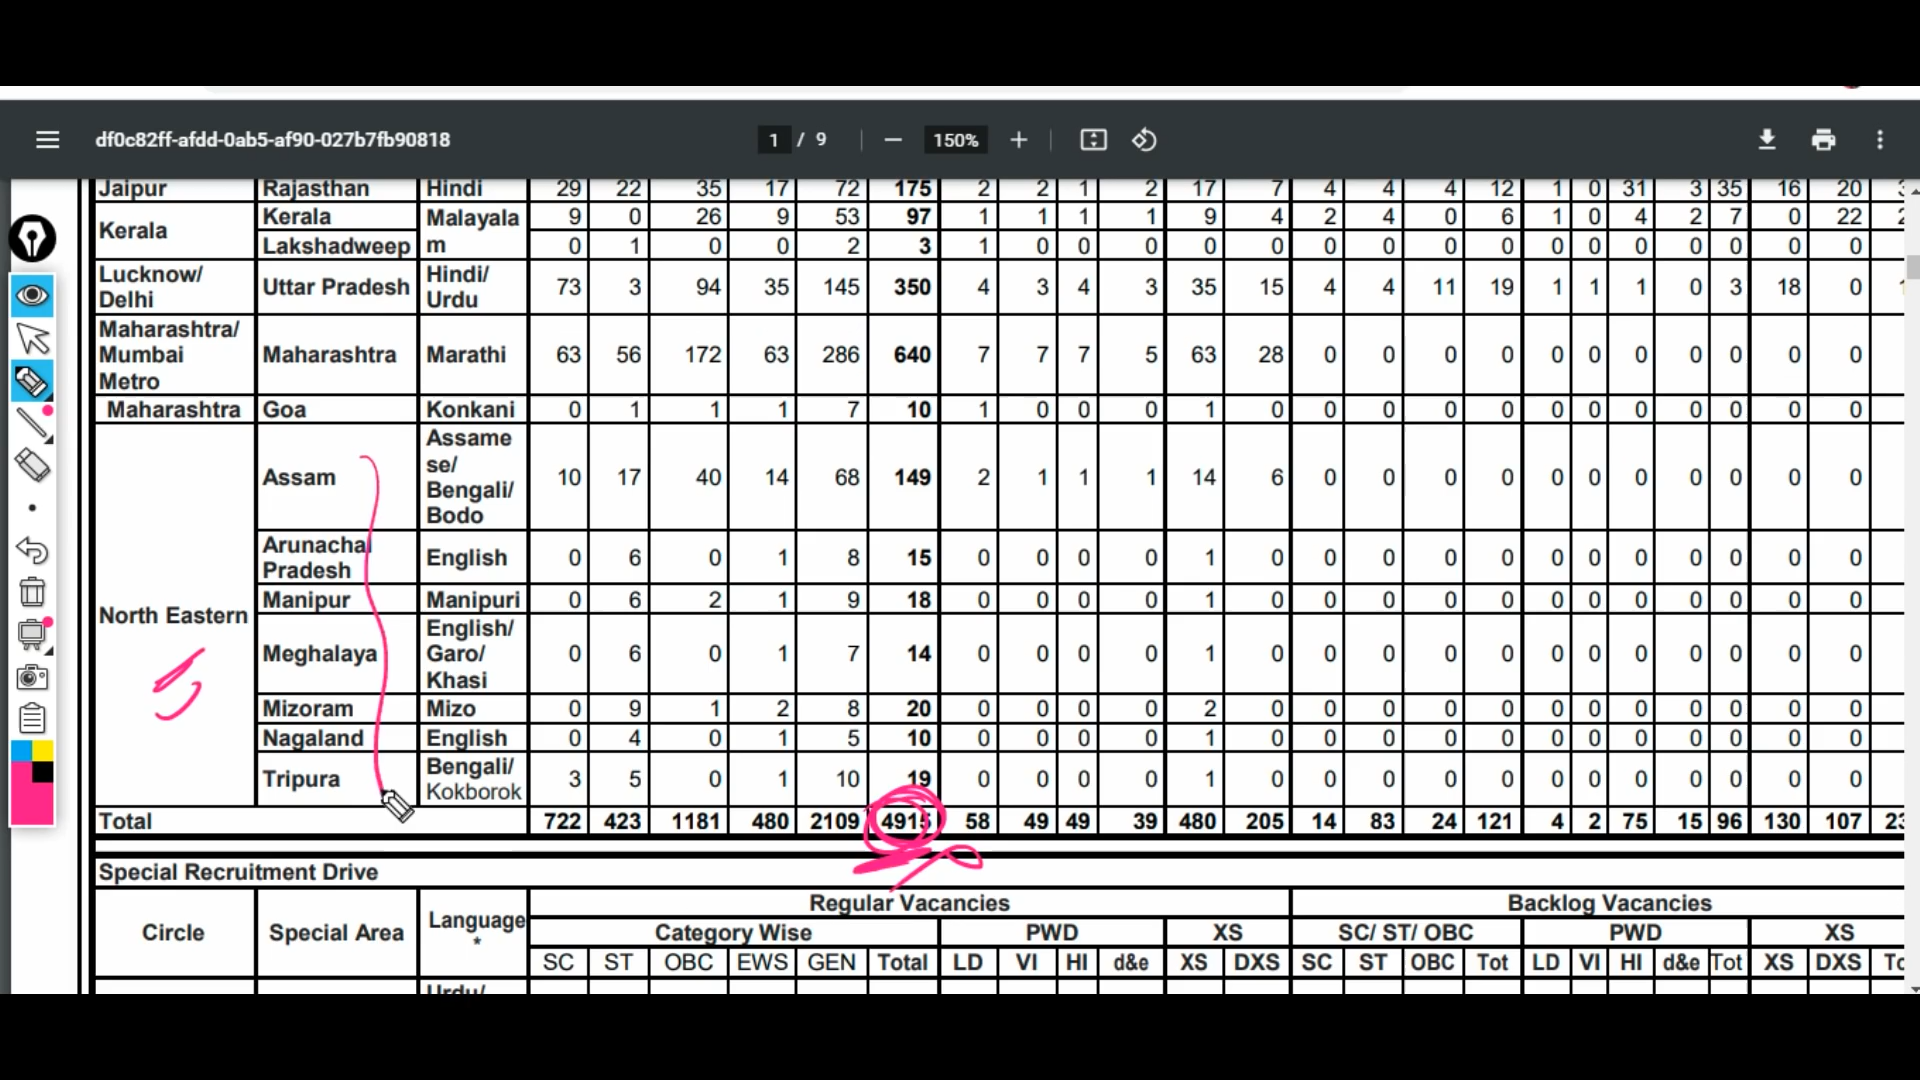 df0c82ff-afdd-0ab5-af90-027b7fb90818 1 / 9 150%
Jaipur Rajasthan Hindi 29 22 35 17 72 175 2 2 1 2 17 7 4 4 4 12 1 0 31 3 35 16 20
Kerala Kerala Malayala 9 0 26 9 53 97 1 1 1 1 9 4 2 4 0 6 1 0 4 2 7 0 22
Lakshadweep m 0 1 0 0 2 3 1 0 0 0 0 0 0 0 0 0 0 0 0 0 0 0 0
Lucknow/ Hindi/
Delhi Uttar Pradesh Urdu 73 3 94 35 145 350 4 3 4 3 35 15 4 4 11 19 1 1 1 0 3 18 0
Maharashtra/
Mumbai Maharashtra Marathi 63 56 172 63 286 640 7 7 7 5 63 28 0 0 0 0 0 0 0 0 0 0 0
Metro
Maharashtra Goa Konkani 0 1 1 1 7 10 1 0 0 0 1 0 0 0 0 0 0 0 0 0 0 0 0
North Eastern
Assame
se/
Assam 10 17 40 14 68 149 2 1 1 1 14 6 0 0 0 0 0 0 0 0 0 0 0
Bengali/
Bodo
Arunachal
Pradesh English 0 6 0 1 8 15 0 0 0 0 1 0 0 0 0 0 0 0 0 0 0 0 0
Manipur Manipuri 0 6 2 1 9 18 0 0 0 0 1 0 0 0 0 0 0 0 0 0 0 0 0
English/
Meghalaya Garo/ 0 6 0 1 7 14 0 0 0 0 1 0 0 0 0 0 0 0 0 0 0 0 0
Khasi
Mizoram Mizo 0 9 1 2 8 20 0 0 0 0 2 0 0 0 0 0 0 0 0 0 0 0 0
Nagaland English 0 4 0 1 5 10 0 0 0 0 1 0 0 0 0 0 0 0 0 0 0 0 0
Bengali/
Tripura Kokborok 3 5 0 1 10 19 0 0 0 0 1 0 0 0 0 0 0 0 0 0 0 0 0
Total 722 423 1181 480 2109 4915 58 49 49 39 480 205 14 83 24 121 4 2 75 15 96 130 107
Special Recruitment Drive
Circle Special Area Language
*
Regular Vacancies Backlog Vacancies
Category Wise PWD XS SC/ ST/ OBC PWD XS
SC ST OBC EWS GEN Total LD VI HI d&e XS DXS SC ST OBC Tot LD VI HI d&e Tot XS DXS
Urdu/